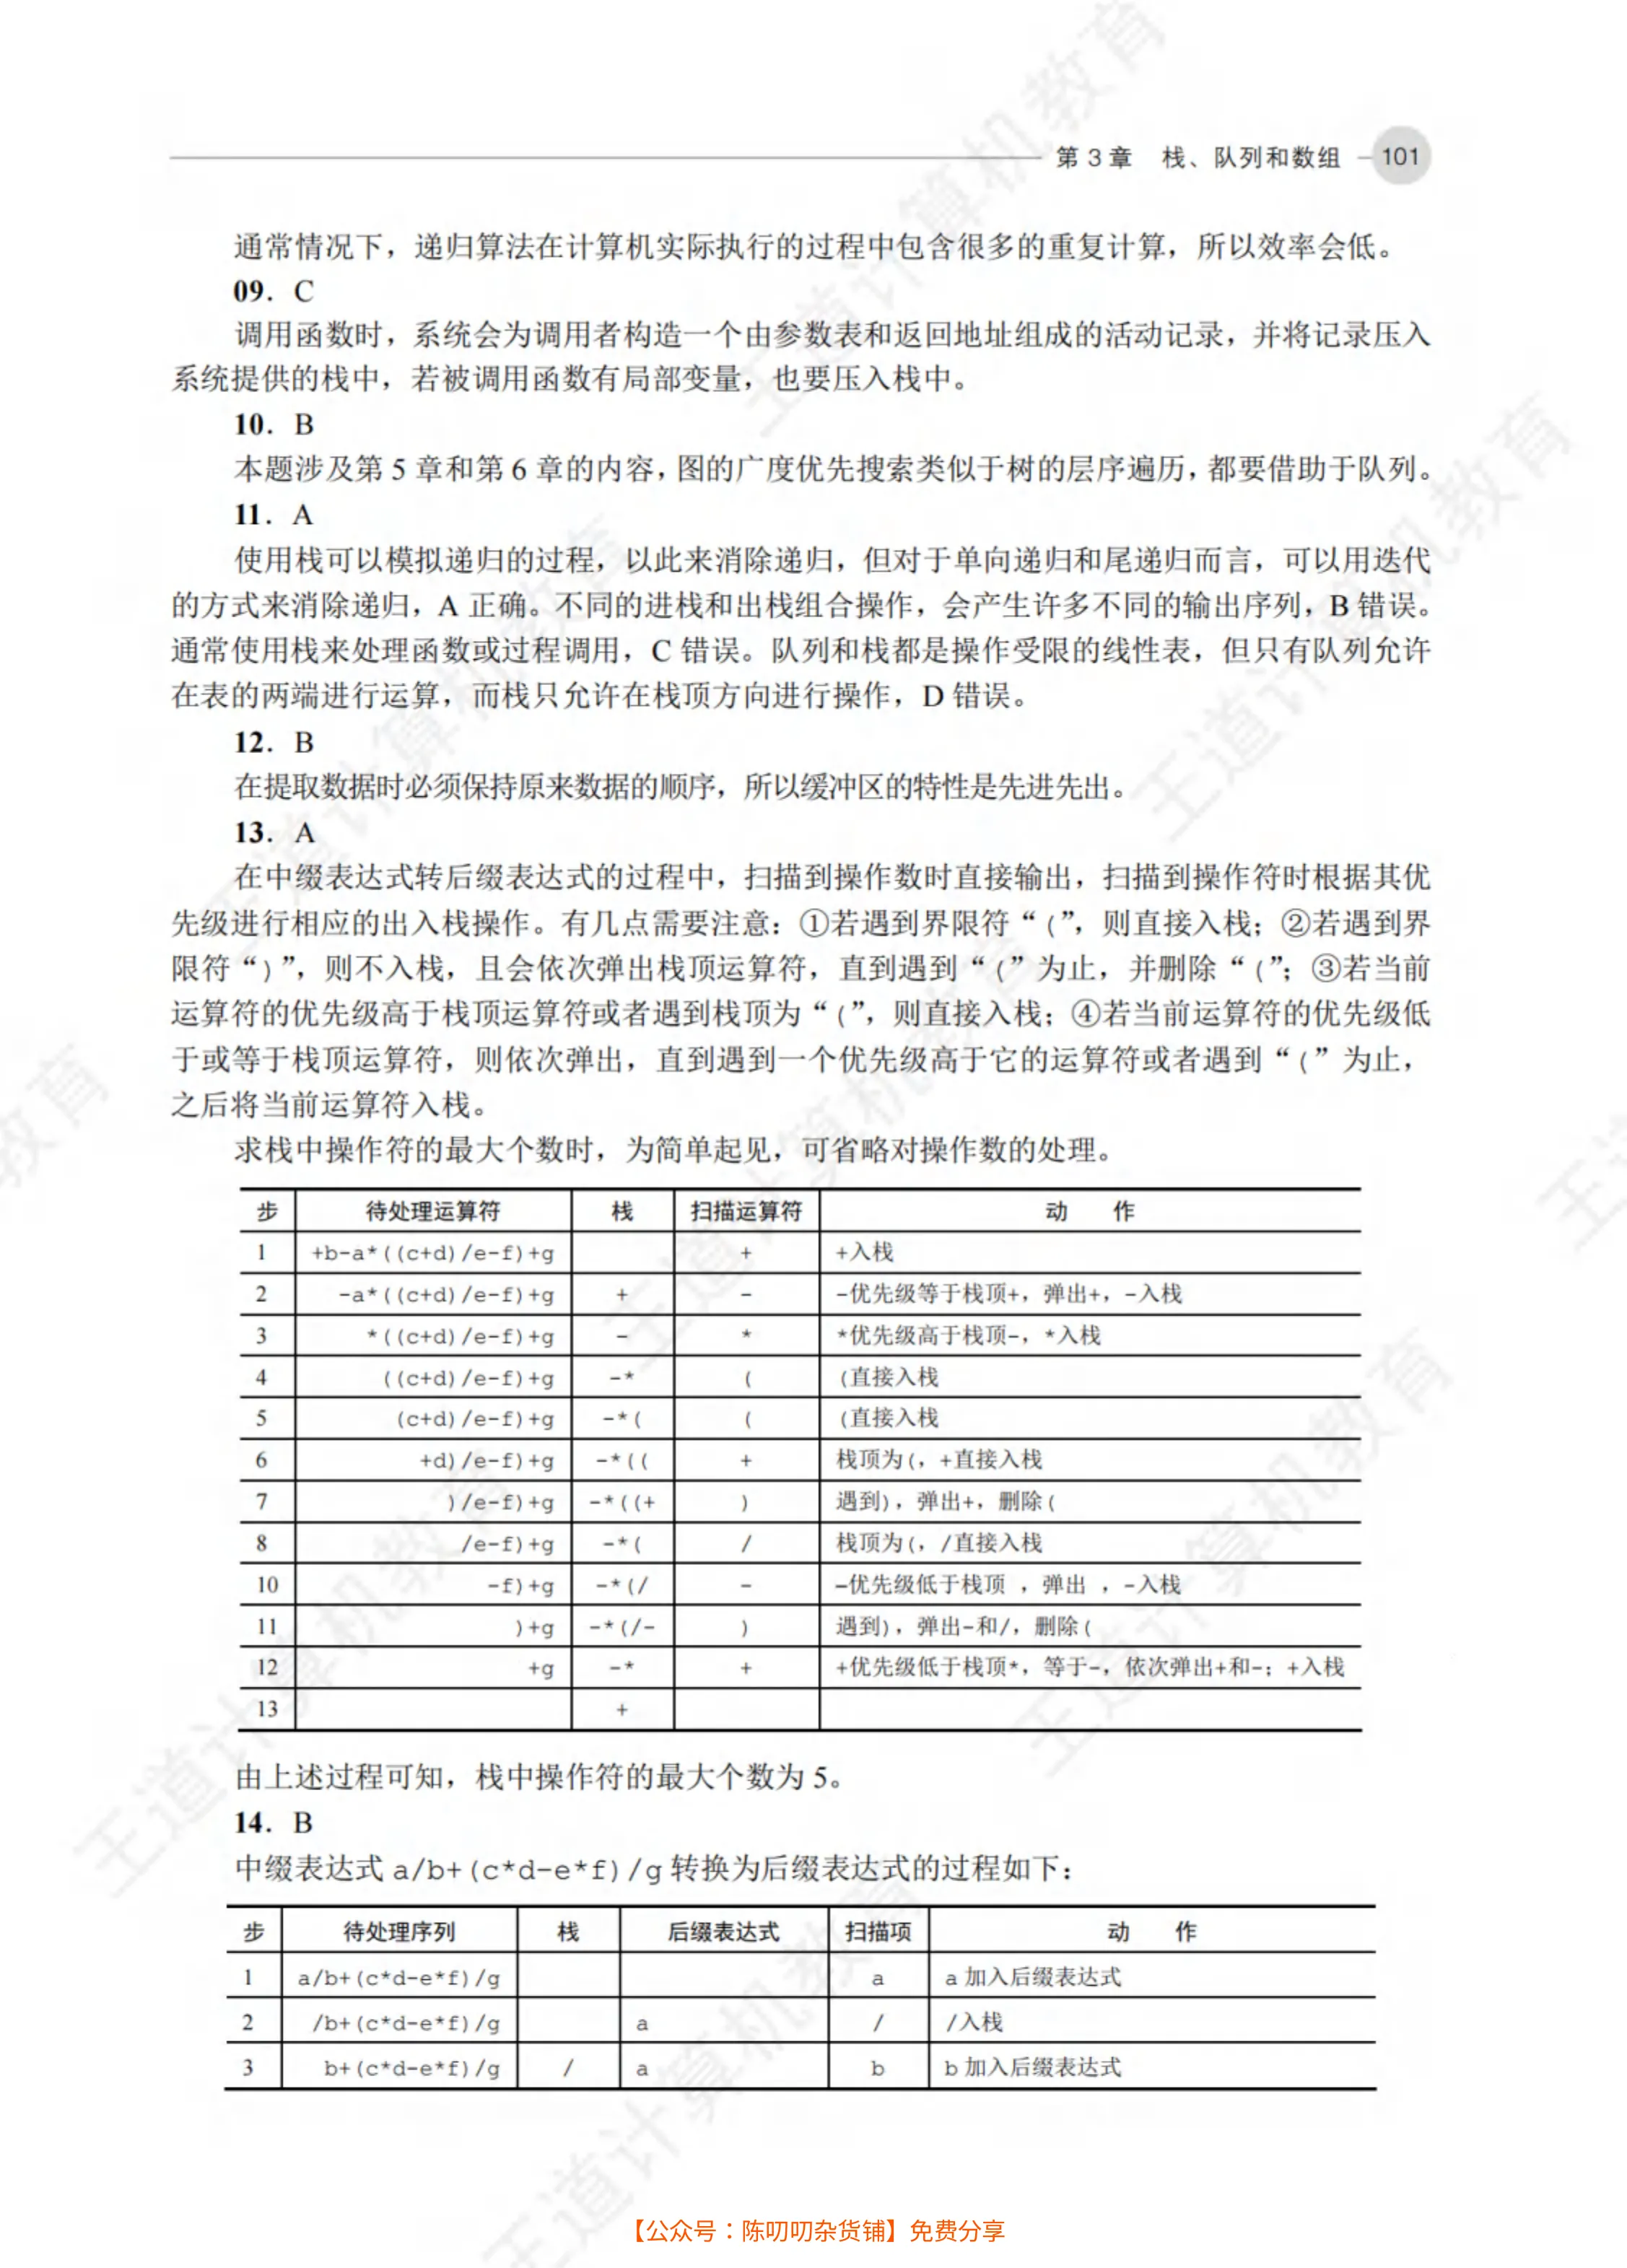 第 3 章 栈、队列和数组 101
通常情况下，递归算法在计算机实际执行的过程中包含很多的重复计算，所以效率会低。
09. C
调用函数时，系统会为调用者构造一个由参数表和返回地址组成的活动记录，并将记录压入
系统提供的栈中，若被调用函数有局部变量，也要压入栈中。
10. B
本题涉及第 5 章和第 6 章的内容，图的广度优先搜索类似于树的层序遍历，都要借助于队列。
11. A
使用栈可以模拟递归的过程，以此来消除递归，但对于单向递归和尾递归而言，可以用迭代
的方式来消除递归，A 正确。不同的进栈和出栈组合操作，会产生许多不同的输出序列，B 错误。
通常使用栈来处理函数或过程调用，C 错误。队列和栈都是操作受限的线性表，但只有队列允许
在表的两端进行运算，而栈只允许在栈顶方向进行操作，D 错误。
12. B
在提取数据时必须保持原来数据的顺序，所以缓冲区的特性是先进先出。
13. A
在中缀表达式转后缀表达式的过程中，扫描到操作数时直接输出，扫描到操作符时根据其优
先级进行相应的出入栈操作。有几点需要注意：①若遇到界限符“(”，则直接入栈；②若遇到界
限符“)”，则不入栈，且会依次弹出栈顶运算符，直到遇到“(”为止，并删除“(”；③若当前
运算符的优先级高于栈顶运算符或者遇到栈顶为“(”，则直接入栈；④若当前运算符的优先级低
于或等于栈顶运算符，则依次弹出，直到遇到一个优先级高于它的运算符或者遇到“(”为止，
之后将当前运算符入栈。
求栈中操作符的最大个数时，为简单起见，可省略对操作数的处理。
步 待处理运算符 栈 扫描运算符 动 作
1 +b-a*((c+d)/e-f)+g + +入栈
2 -a*((c+d)/e-f)+g + - -优先级等于栈顶+，弹出+，-入栈
3 *((c+d)/e-f)+g - * *优先级高于栈顶-，*入栈
4 ((c+d)/e-f)+g -* ( (直接入栈
5 (c+d)/e-f)+g -*( ( (直接入栈
6 +d)/e-f)+g -*(( + 栈顶为(，+直接入栈
7 )/e-f)+g -*((+ ) 遇到)，弹出+，删除(
8 /e-f)+g -*( / 栈顶为(，/直接入栈
10 -f)+g -*(/ - -优先级低于栈顶 ，弹出 ，-入栈
11 )+g -*(/- ) 遇到)，弹出-和/，删除(
12 +g -* + +优先级低于栈顶*，等于-，依次弹出+和-；+入栈
13 +
由上述过程可知，栈中操作符的最大个数为 5。
14. B
中缀表达式 a/b+(c*d-e*f)/g 转换为后缀表达式的过程如下：
步 待处理序列 栈 后缀表达式 扫描项 动 作
1 a/b+(c*d-e*f)/g a a 加入后缀表达式
2 /b+(c*d-e*f)/g a / /入栈
3 b+(c*d-e*f)/g / a b b 加入后缀表达式
【公众号：陈叨叨杂货铺】免费分享
王道计算机教育